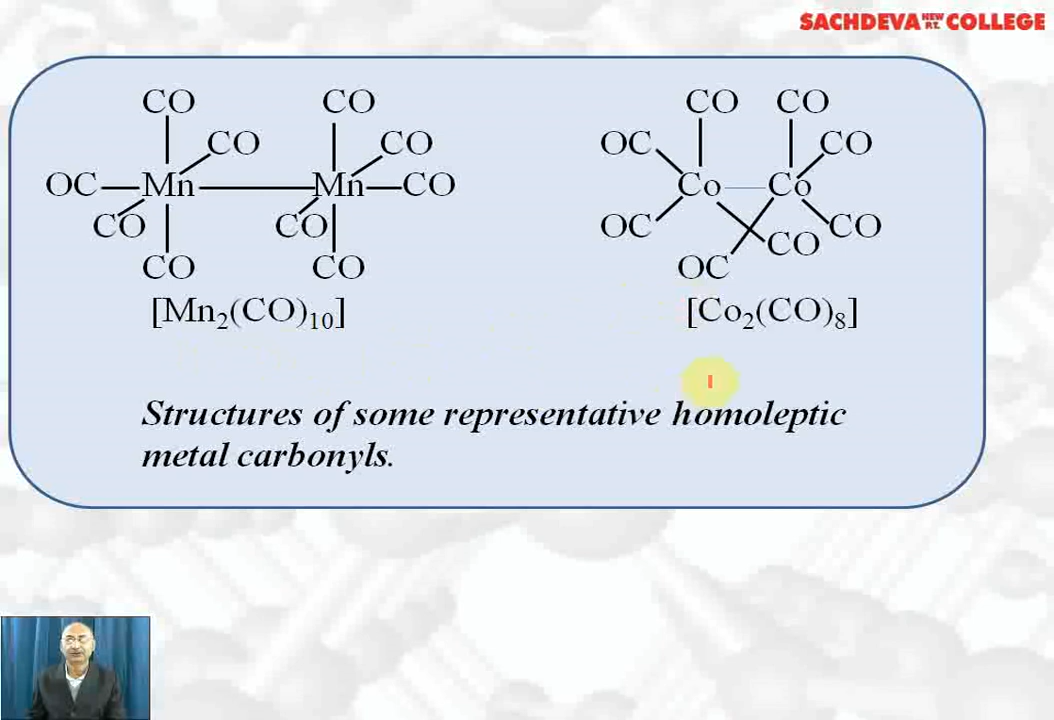 SACHDEVA NEW P.T. COLLEGE
CO CO CO CO
CO CO OC CO
OC Mn Mn CO Co Co
CO CO OC CO
CO CO OC CO
[Mn2(CO)10] [Co2(CO)8]
Structures of some representative homoleptic
metal carbonyls.